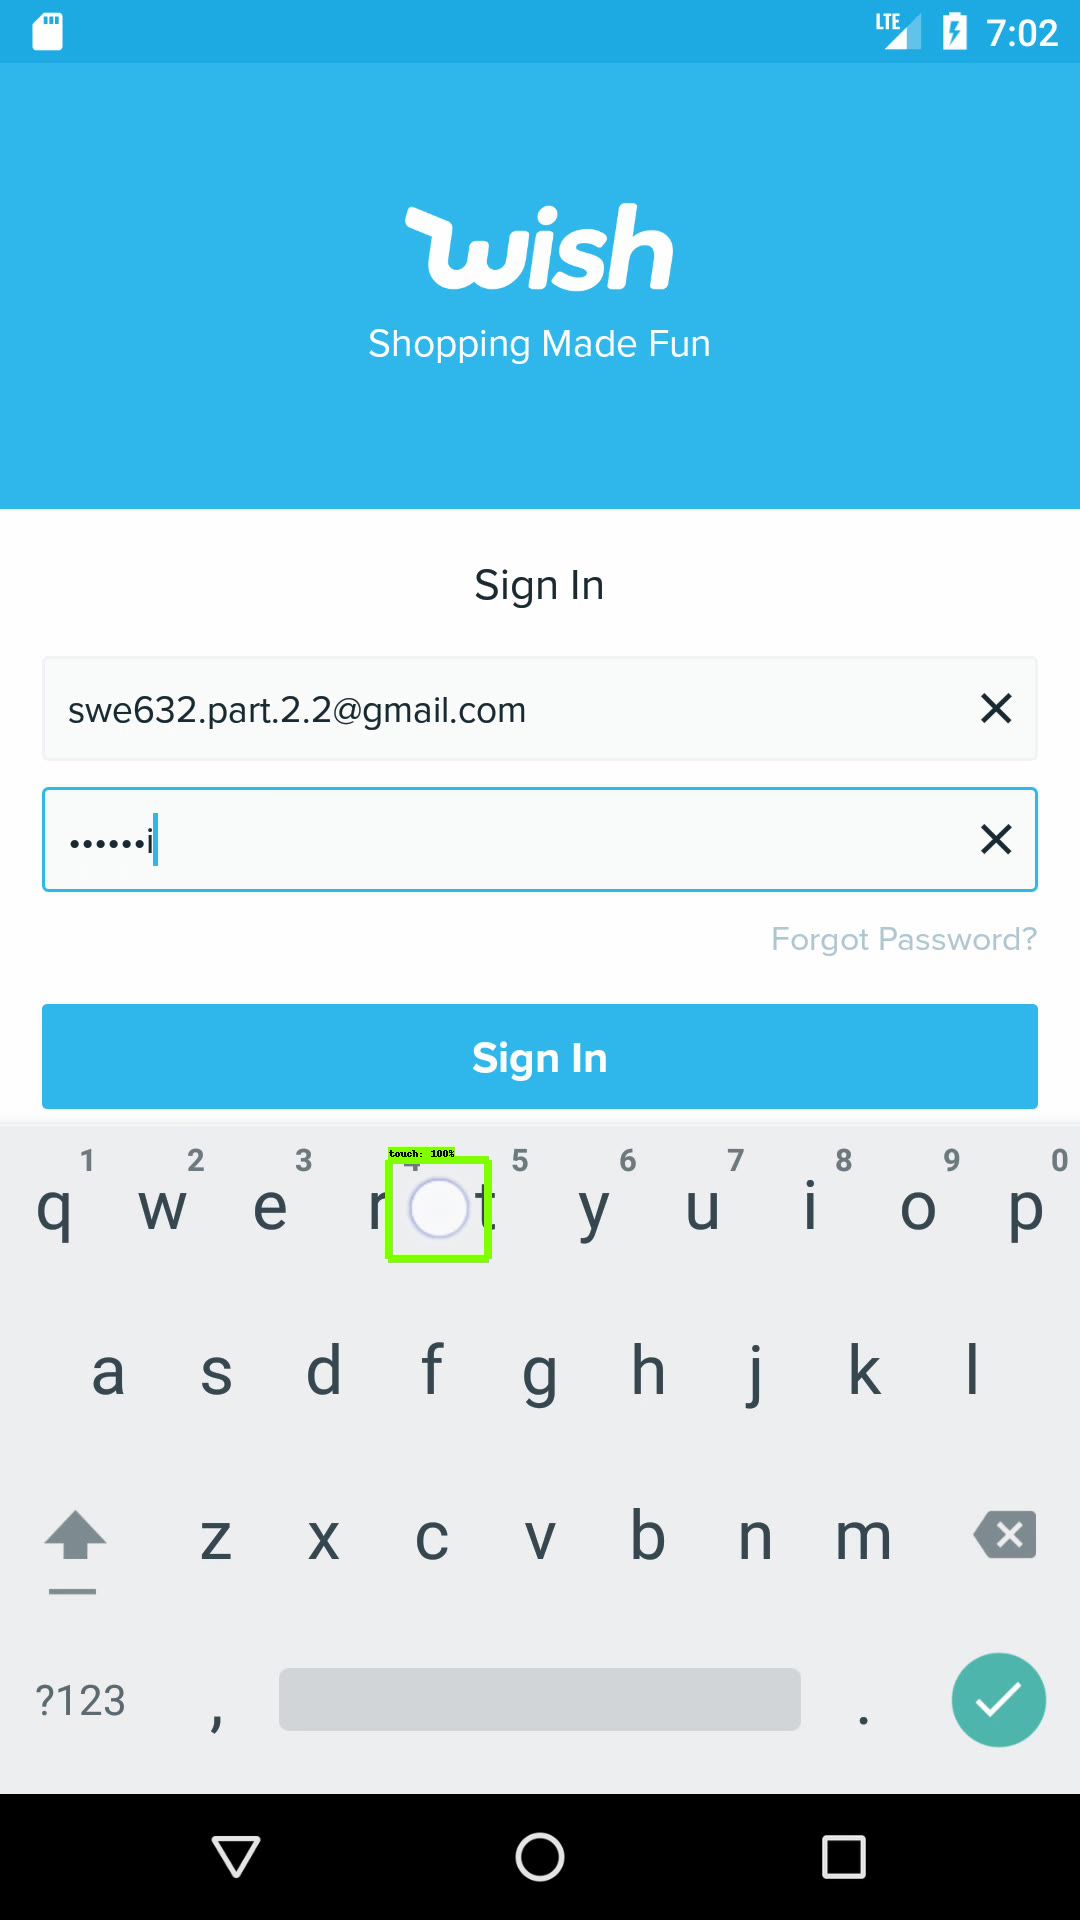 LTE 7:02
wish
Shopping Made Fun
Sign In
swe632.part.2.2@gmail.com
••••••i
Forgot Password?
Sign In
touch: 100%
1 2 3 4 5 6 7 8 9 0
q w e r t y u i o p
a s d f g h j k l
z x c v b n m
?123 , .